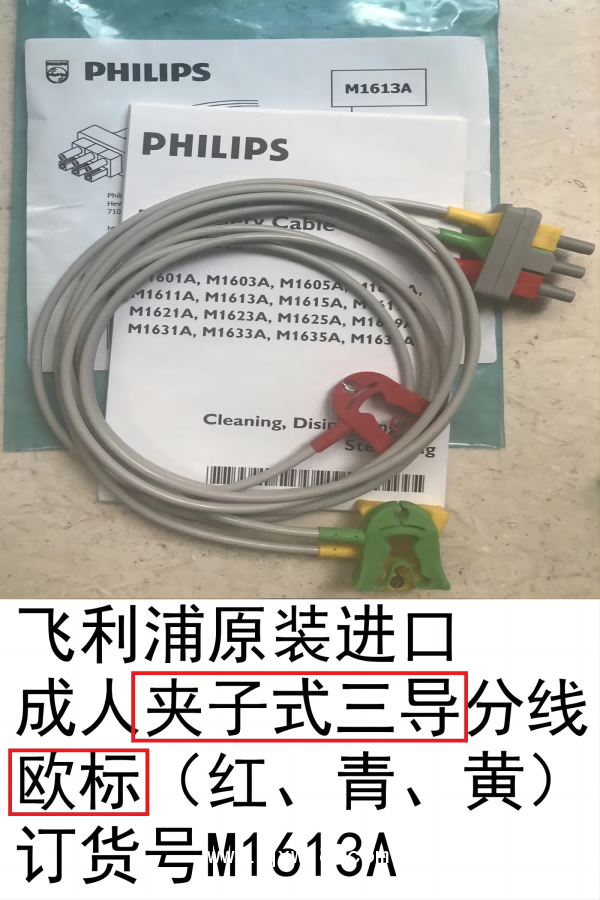 PHILIPS
M1613A
PHILIPS
Cable
M1603A, M1605A,
M1611A, M1613A, M1615A,
M1621A, M1623A, M1625A,
M1631A, M1633A, M1635A,
Cleaning,
飞利浦原装进口
成人夹子式三导分线
欧标（红、青、黄）
订货号M1613A